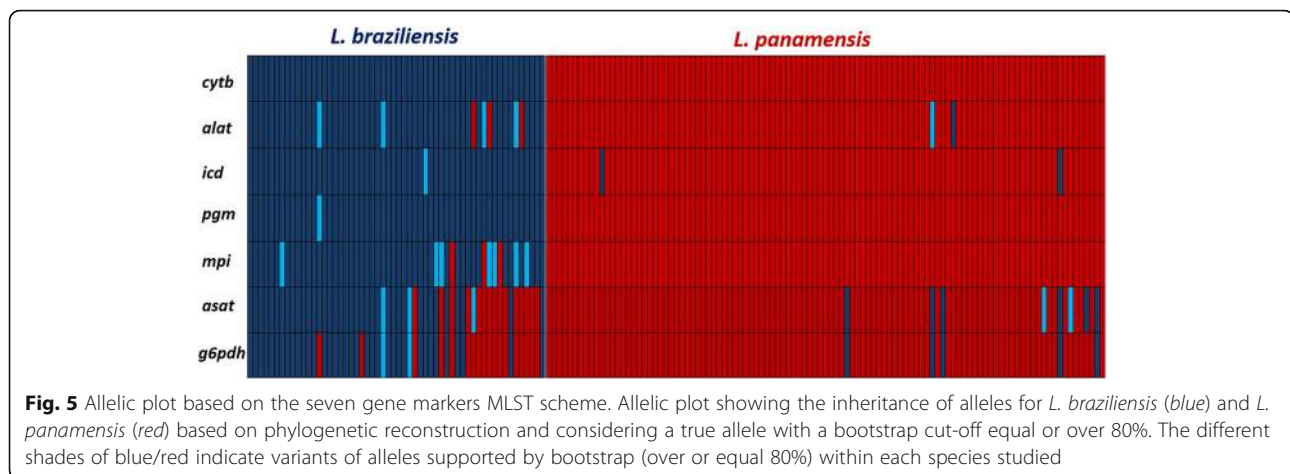 L. braziliensis L. panamensis
cytb
alat
icd
pgm
mpi
asat
g6pdh
Fig. 5 Allelic plot based on the seven gene markers MLST scheme. Allelic plot showing the inheritance of alleles for L. braziliensis (blue) and L.
panamensis (red) based on phylogenetic reconstruction and considering a true allele with a bootstrap cut-off equal or over 80%. The different
shades of blue/red indicate variants of alleles supported by bootstrap (over or equal 80%) within each species studied